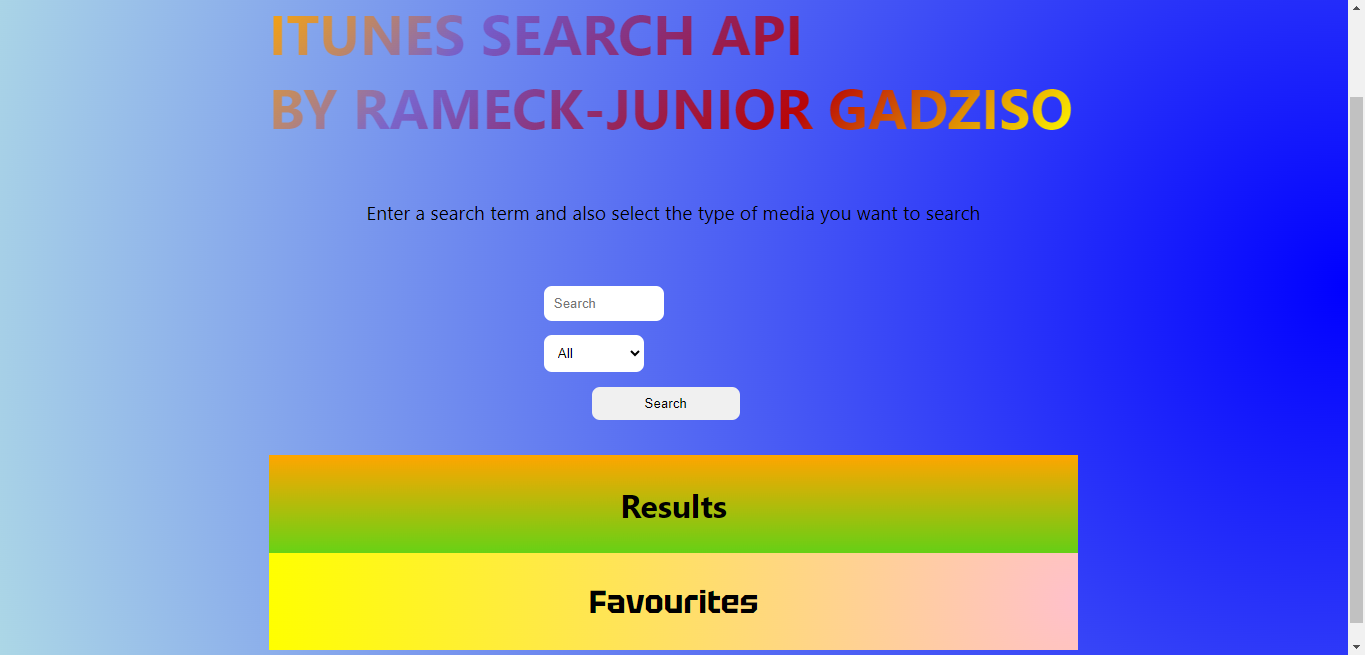 ITUNES SEARCH API
BY RAMECK-JUNIOR GADZISO
Enter a search term and also select the type of media you want to search
Search
All
Search
Results
Favourites